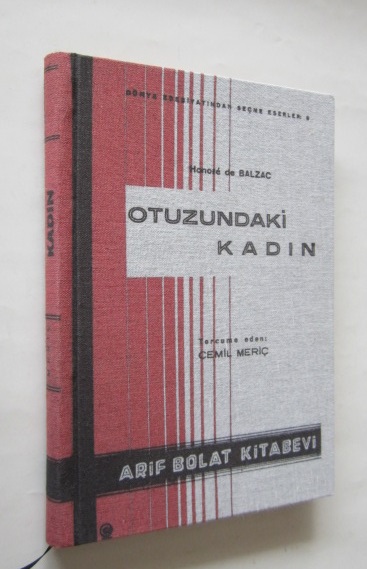 DÜNYA EDEBİYATINDAN SEÇME ESERLER
Honoré de BALZAC
OTUZUNDAKİ
KADIN
Tercüme eden:
CEMİL MERİÇ
ARİF BOLAT KİTABEVİ
KADIN